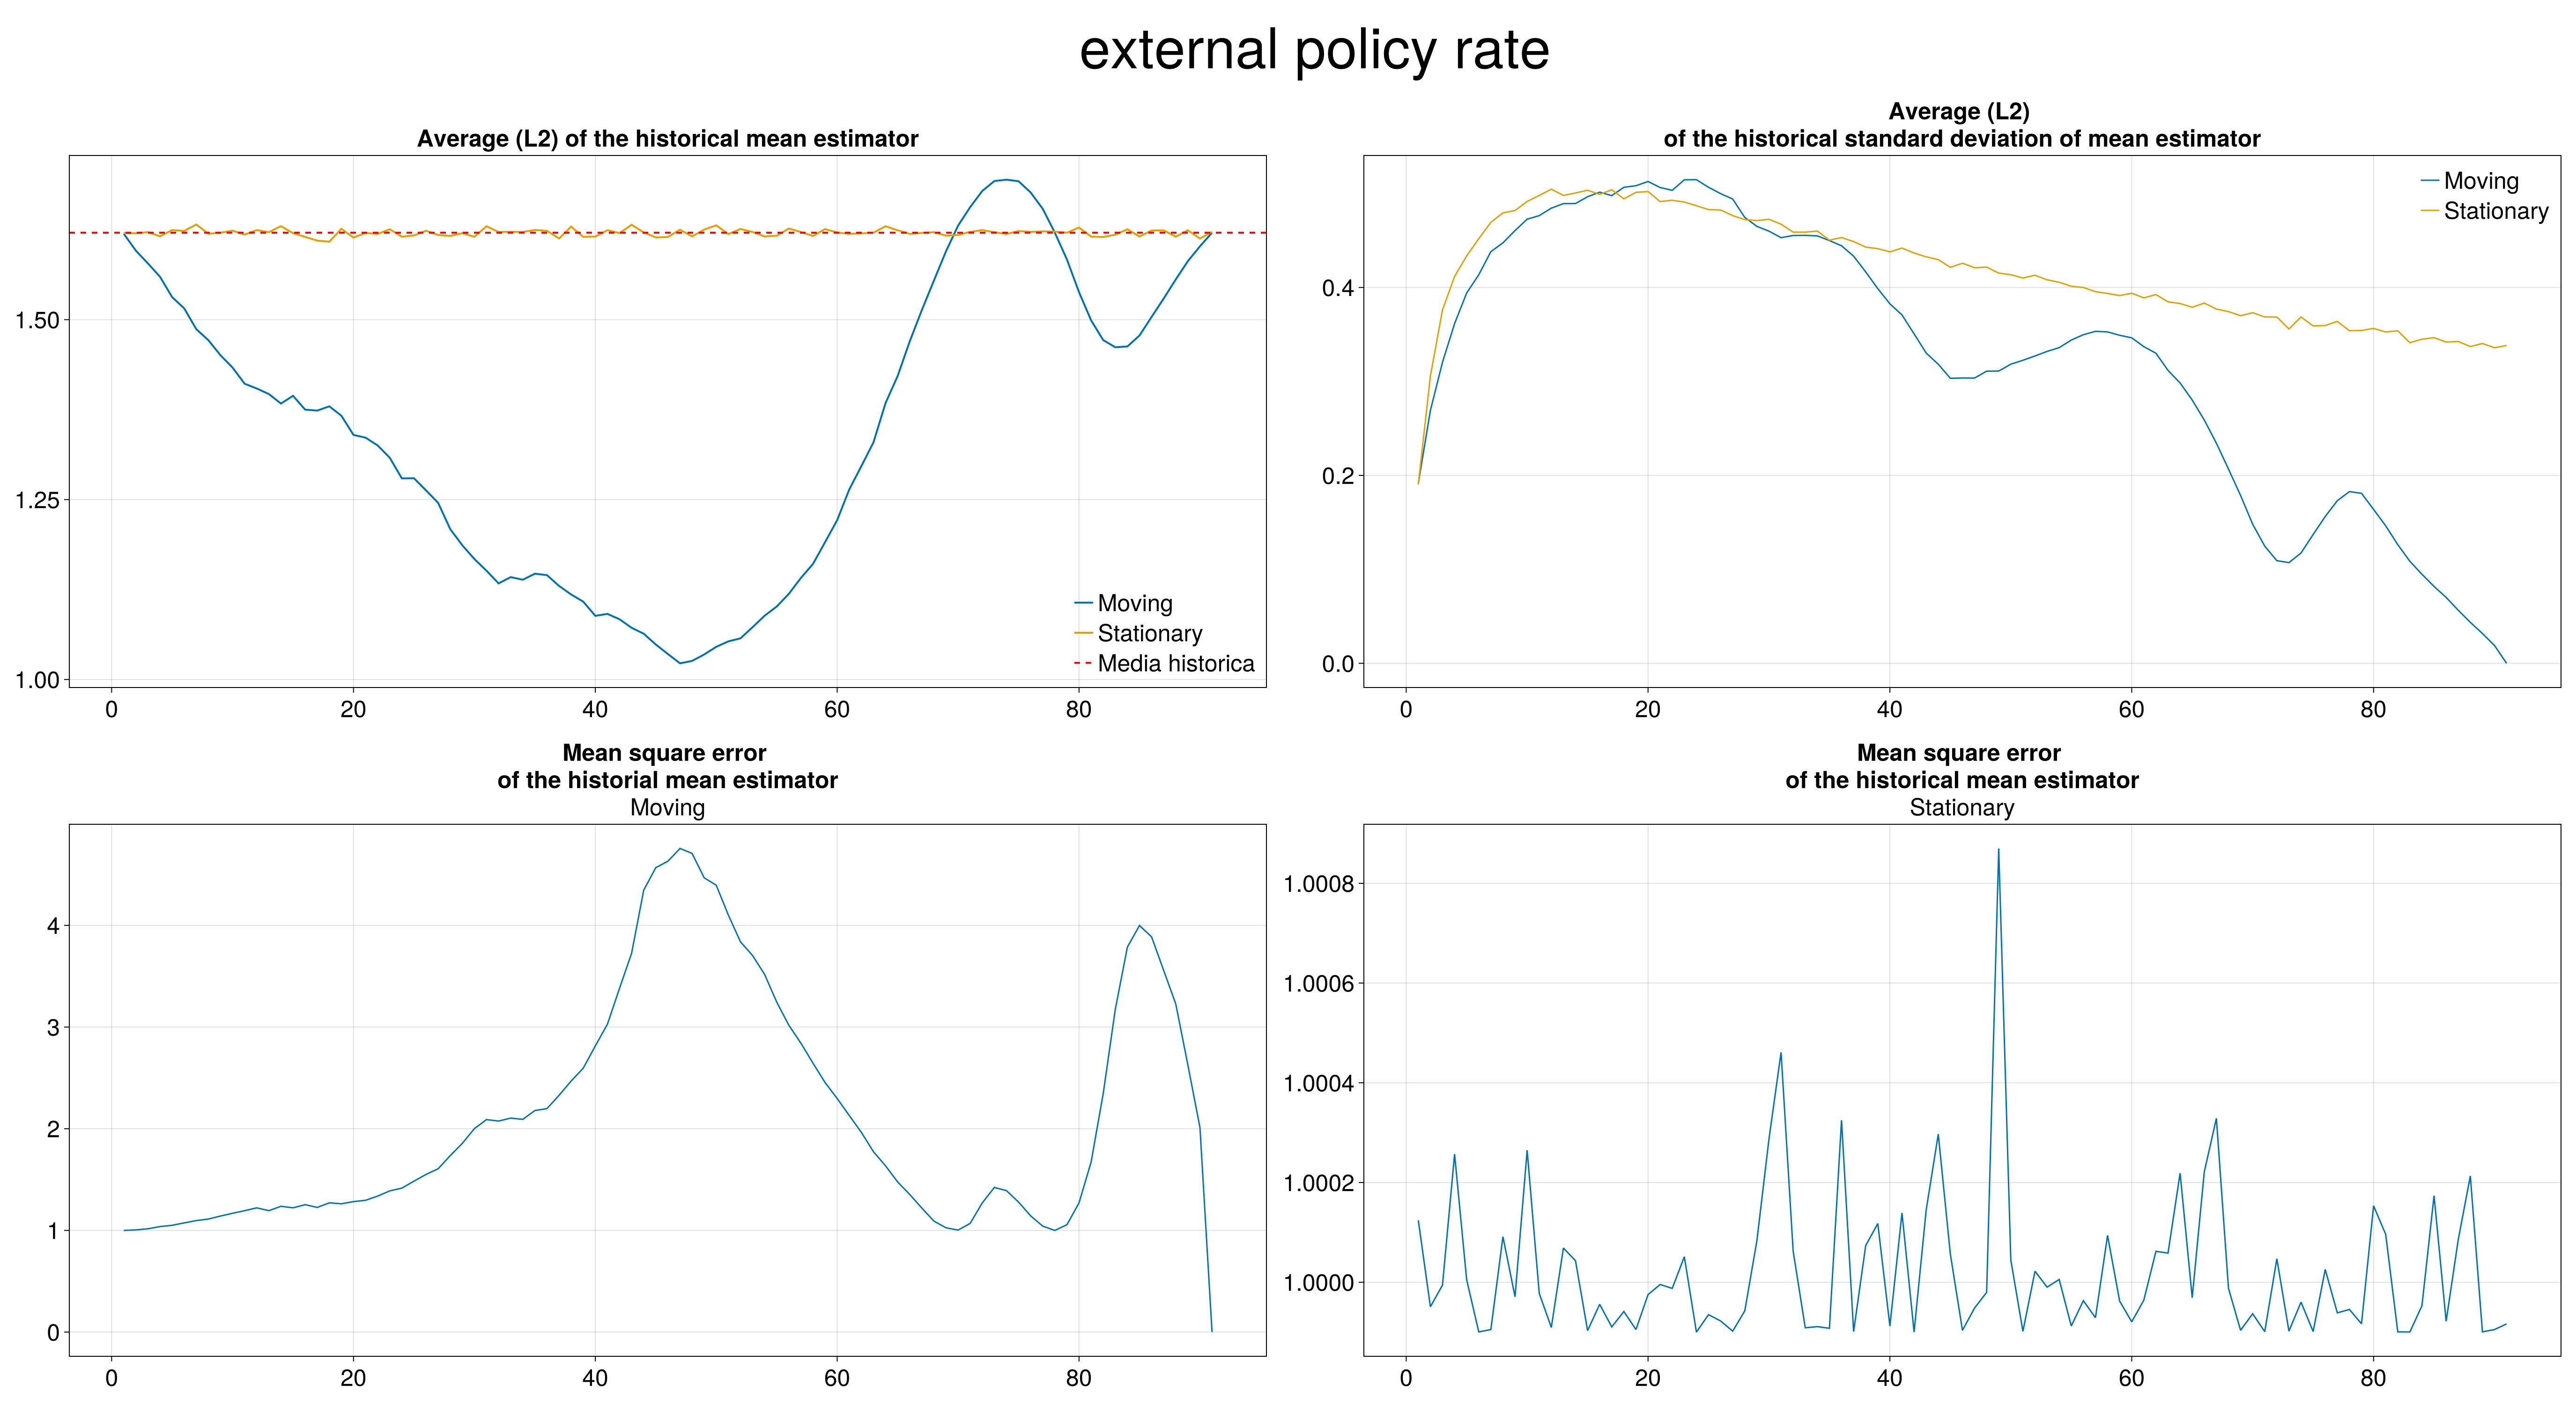 external policy rate
Average (L2) of the historical mean estimator
1.50
1.25
1.00
0 20 40 60 80
Moving
Stationary
Media historica
Average (L2)
of the historical standard deviation of mean estimator
0.4
0.2
0.0
0 20 40 60 80
Moving
Stationary
Mean square error
of the historial mean estimator
Moving
4
3
2
1
0
0 20 40 60 80
Mean square error
of the historical mean estimator
Stationary
1.0008
1.0006
1.0004
1.0002
1.0000
0 20 40 60 80